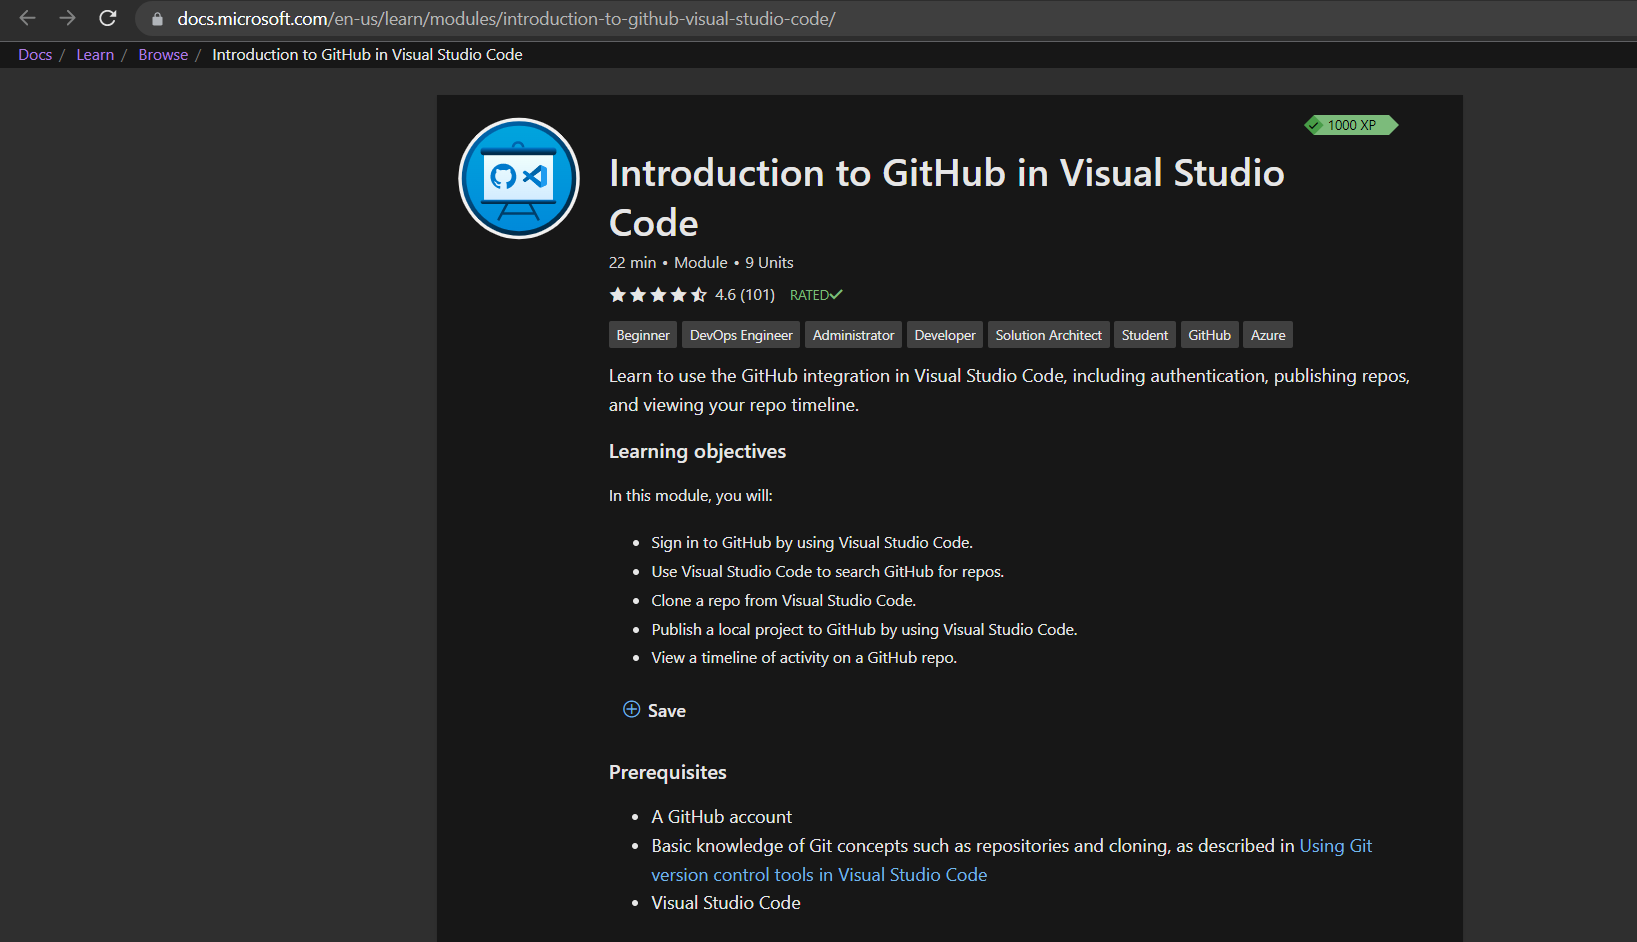 docs.microsoft.com/en-us/learn/modules/introduction-to-github-visual-studio-code/
Docs / Learn / Browse / Introduction to GitHub in Visual Studio Code
1000 XP
Introduction to GitHub in Visual Studio
Code
22 min • Module • 9 Units
4.6 (101) RATED
Beginner DevOps Engineer Administrator Developer Solution Architect Student GitHub Azure
Learn to use the GitHub integration in Visual Studio Code, including authentication, publishing repos,
and viewing your repo timeline.
Learning objectives
In this module, you will:
• Sign in to GitHub by using Visual Studio Code.
• Use Visual Studio Code to search GitHub for repos.
• Clone a repo from Visual Studio Code.
• Publish a local project to GitHub by using Visual Studio Code.
• View a timeline of activity on a GitHub repo.
Save
Prerequisites
• A GitHub account
• Basic knowledge of Git concepts such as repositories and cloning, as described in Using Git
version control tools in Visual Studio Code
• Visual Studio Code